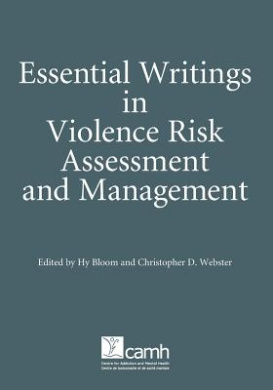 Essential Writings
in
Violence Risk
Assessment
and Management
Edited by Hy Bloom and Christopher D. Webster
camh
Centre for Addiction and Mental Health
Centre de toxicomanie et de santé mentale